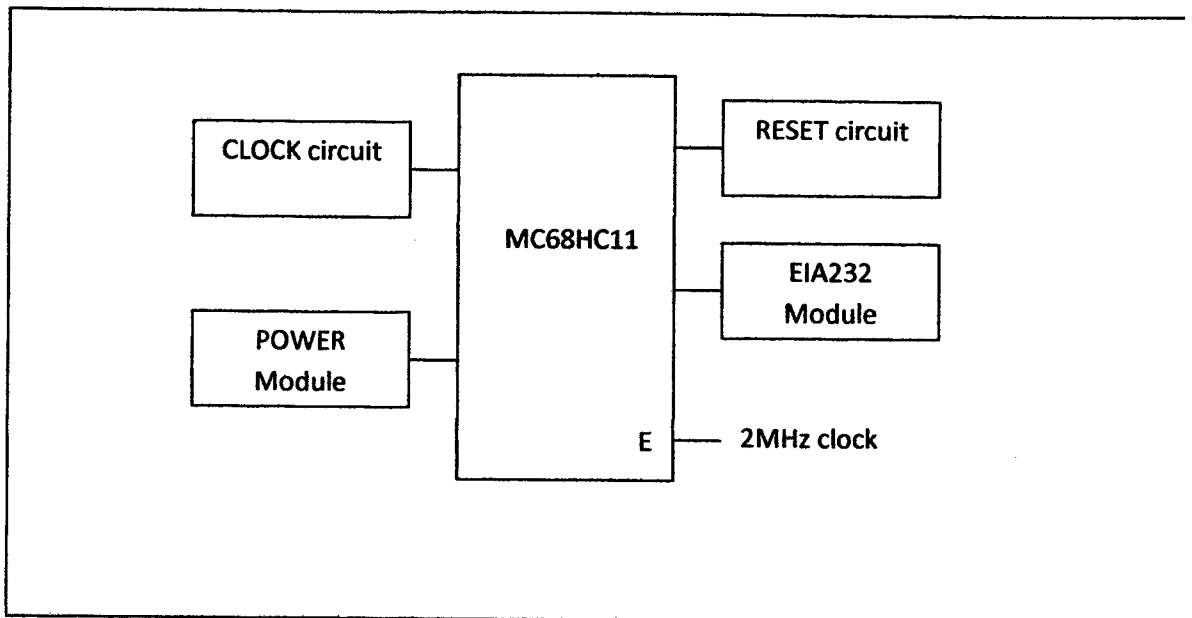 CLOCK circuit
RESET circuit
MC68HC11
EIA232
Module
POWER
Module
E
2MHz clock